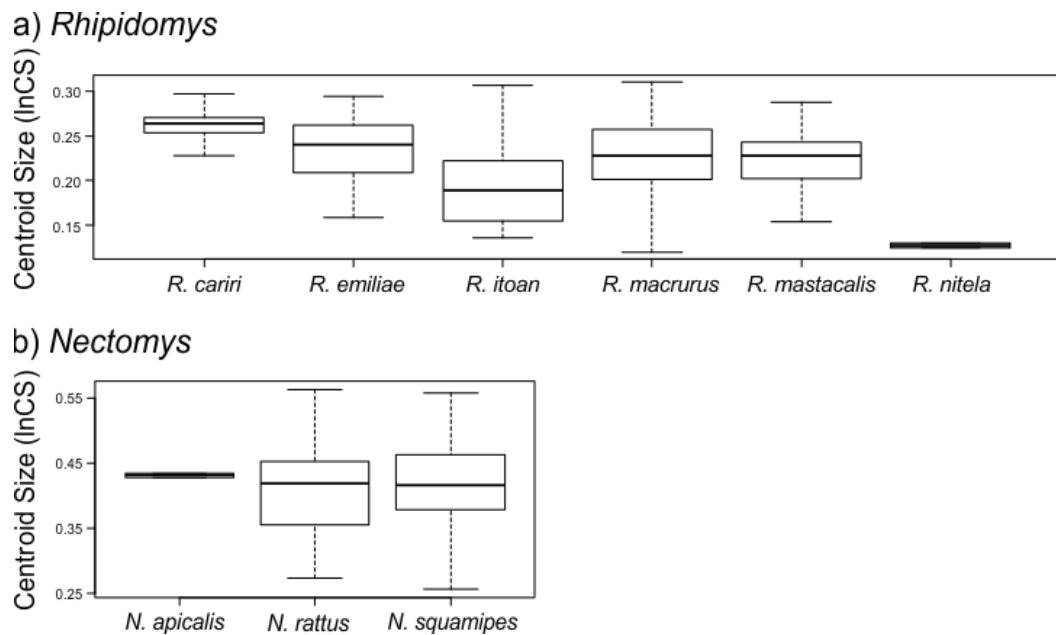 a) Rhipidomys
Centroid Size (lnCS)
0.30
0.25
0.20
0.15
R. cariri R. emiliae R. itoan R. macrurus R. mastacalis R. nitela
b) Nectomys
Centroid Size (lnCS)
0.55
0.45
0.35
0.25
N. apicalis N. rattus N. squamipes